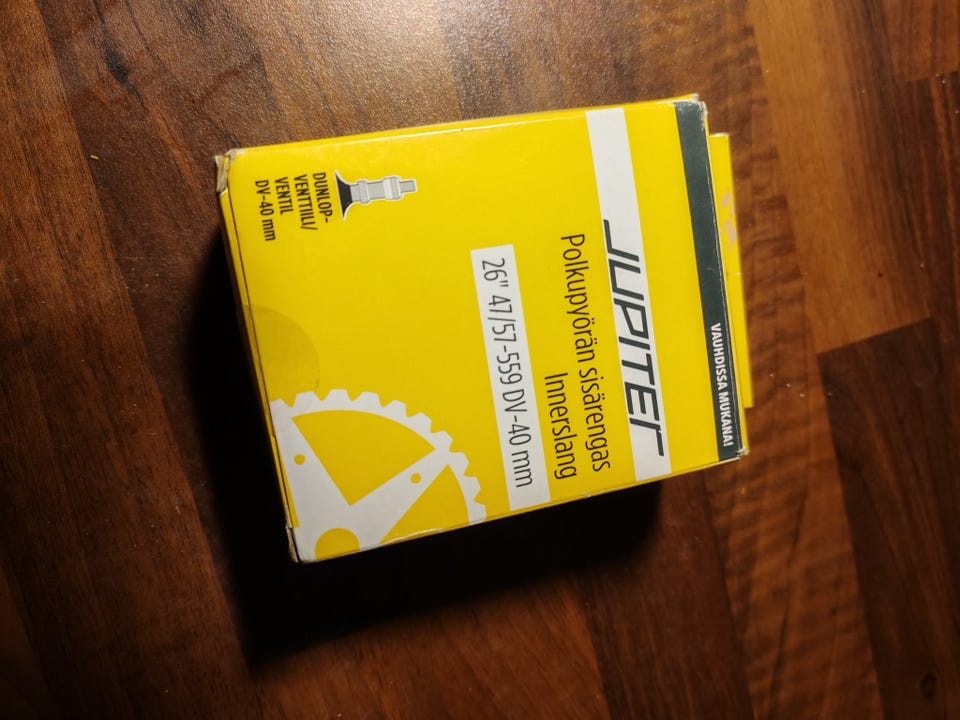 VAUHDISSA MUKANA!
JUPITER
Polkupyörän sisärengas
Innerslang
26" 47/57-559 DV-40 mm
DUNLOP-
VENTTIILI/
VENTIL
DV-40 mm